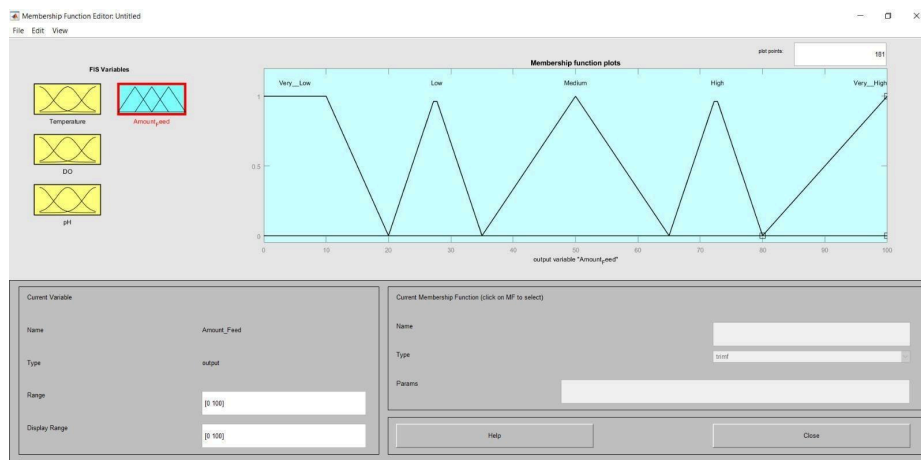 Membership Function Editor: Untitled
File Edit View
plot points:
181
FIS Variables
Membership function plots
Temperature
Amount_Feed
DO
pH
Very__Low
Low
Medium
High
Very__High
1
0.5
0
0 10 20 30 40 50 60 70 80 90 100
output variable "Amount_Feed"
Current Variable
Name
Amount_Feed
Type
output
Range
[0 100]
Display Range
[0 100]
Current Membership Function (click on MF to select)
Name
Type
trimf
Params
Help
Close